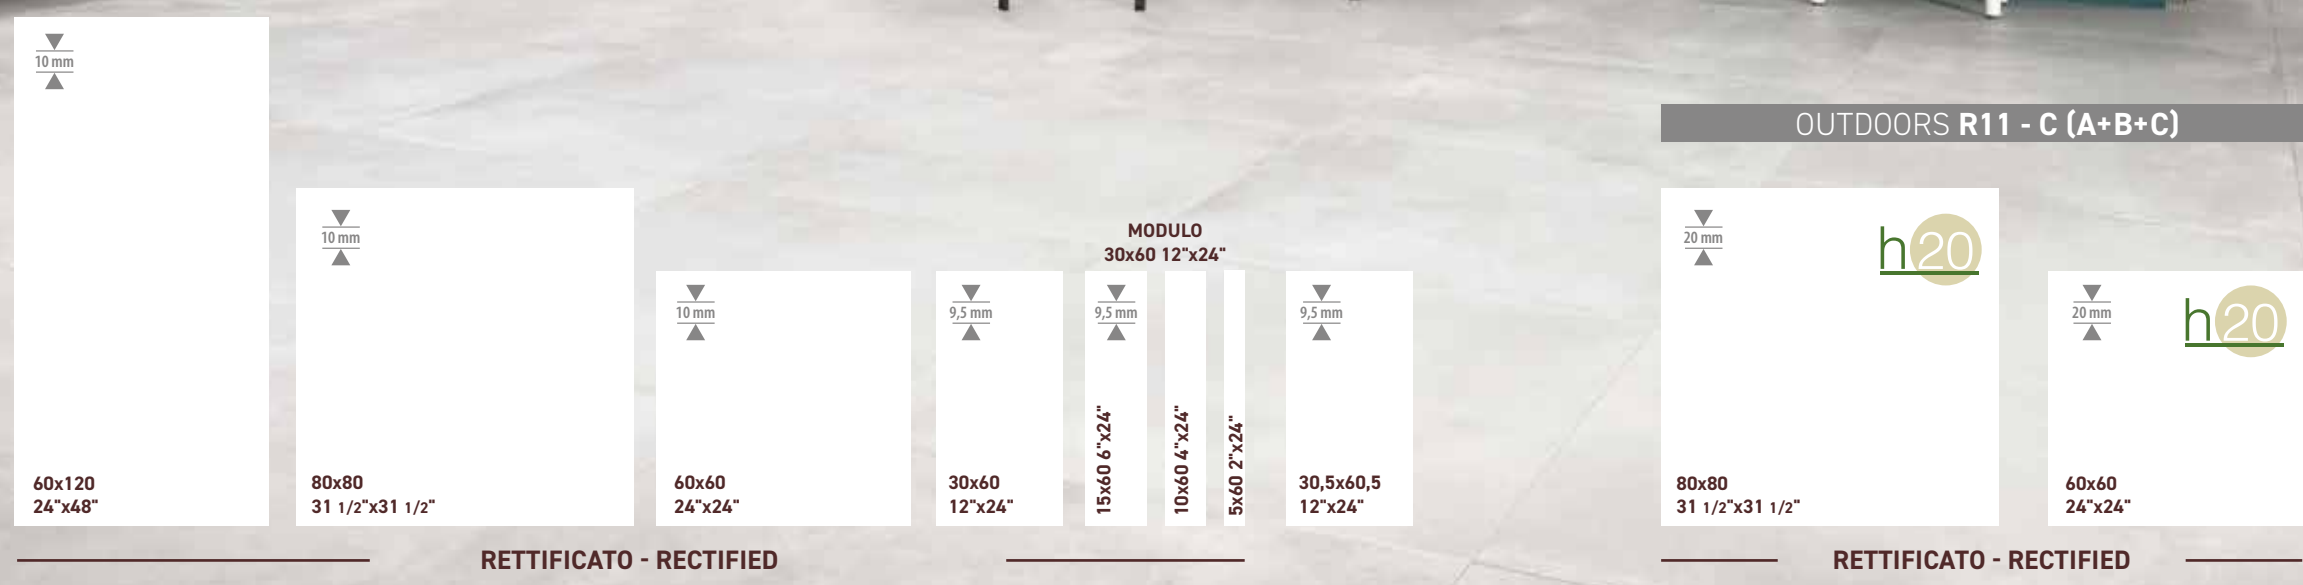 10 mm
60x120
24"x48"
10 mm
80x80
31 1/2"x31 1/2"
10 mm
60x60
24"x24"
9,5 mm
30x60
12"x24"
MODULO
30x60 12"x24"
9,5 mm
15x60 6"x24"
10x60 4"x24"
5x60 2"x24"
9,5 mm
30,5x60,5
12"x24"
RETTIFICATO - RECTIFIED
OUTDOORS R11 - C (A+B+C)
20 mm
h20
80x80
31 1/2"x31 1/2"
20 mm
h20
60x60
24"x24"
RETTIFICATO - RECTIFIED